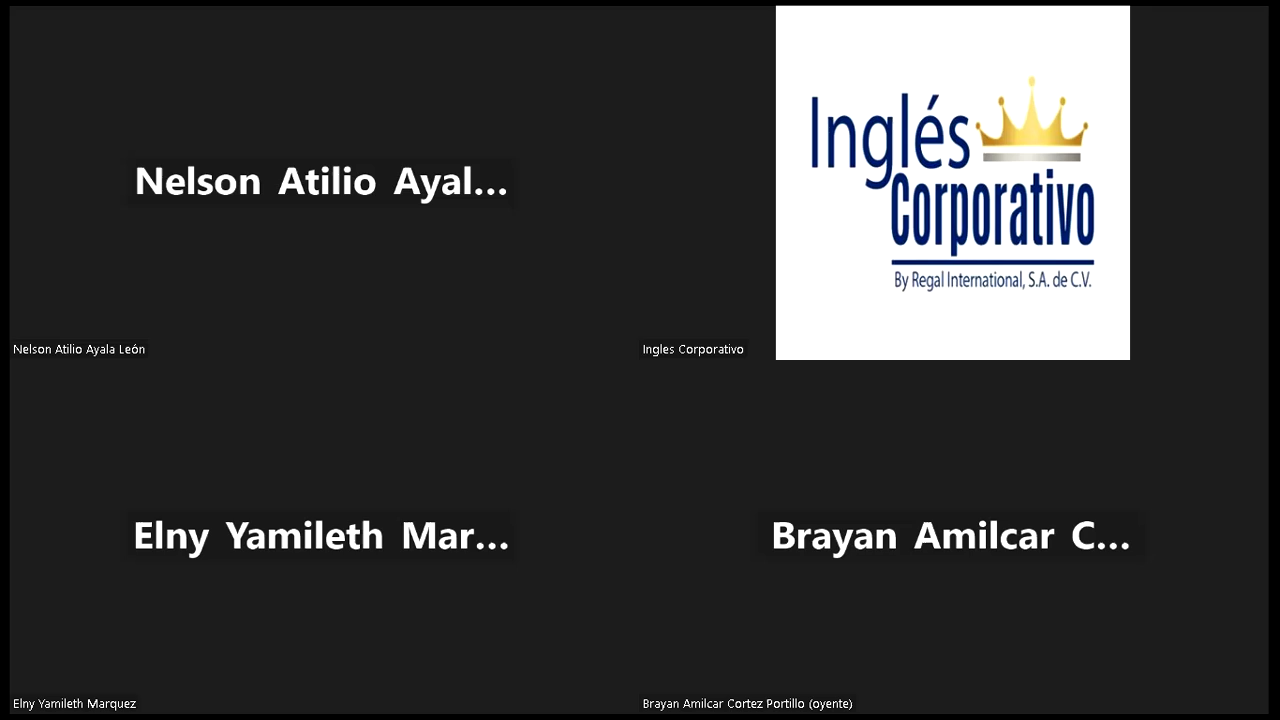 Nelson Atilio Ayal...
Nelson Atilio Ayala León
Inglés
Corporativo
By Regal International, S.A. de C.V.
Ingles Corporativo
Elny Yamileth Mar...
Elny Yamileth Marquez
Brayan Amilcar C...
Brayan Amilcar Cortez Portillo (oyente)